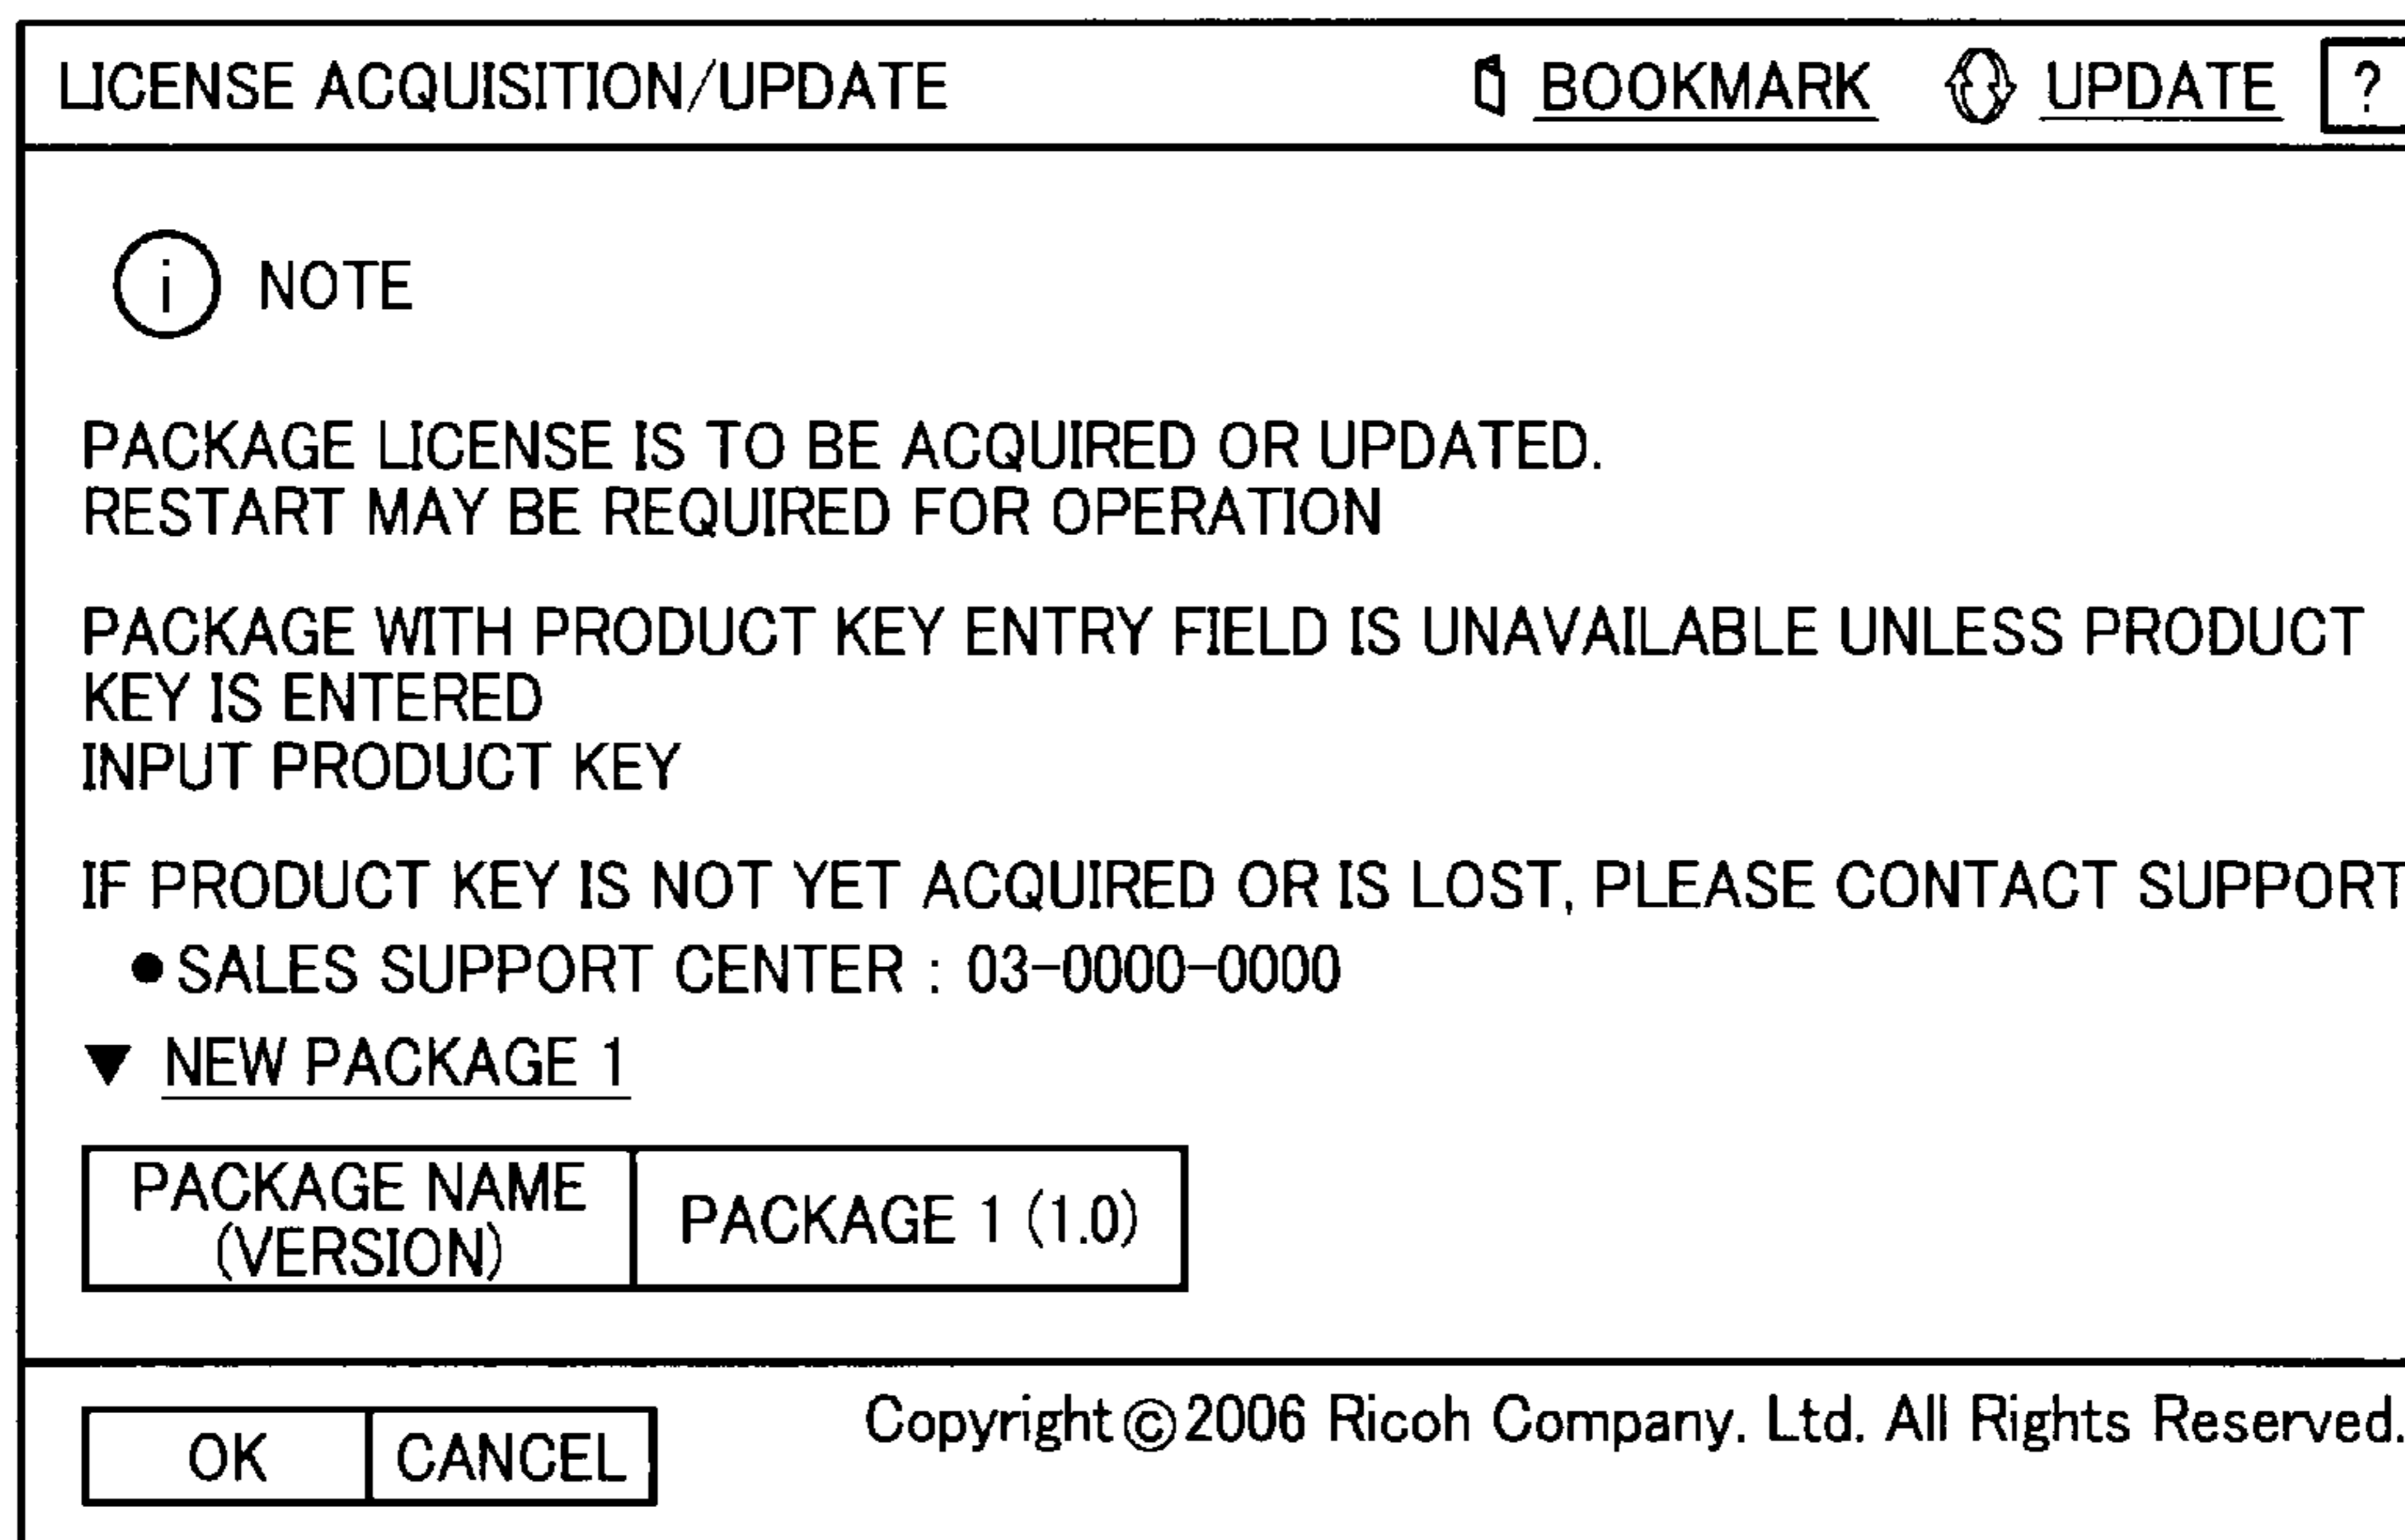 LICENSE ACQUISITION/UPDATE BOOKMARK UPDATE ?
i NOTE
PACKAGE LICENSE IS TO BE ACQUIRED OR UPDATED.
RESTART MAY BE REQUIRED FOR OPERATION
PACKAGE WITH PRODUCT KEY ENTRY FIELD IS UNAVAILABLE UNLESS PRODUCT
KEY IS ENTERED
INPUT PRODUCT KEY
IF PRODUCT KEY IS NOT YET ACQUIRED OR IS LOST, PLEASE CONTACT SUPPORT
● SALES SUPPORT CENTER : 03-0000-0000
▼ NEW PACKAGE 1
PACKAGE NAME
(VERSION)
PACKAGE 1 (1.0)
OK CANCEL
Copyright ©2006 Ricoh Company. Ltd. All Rights Reserved.